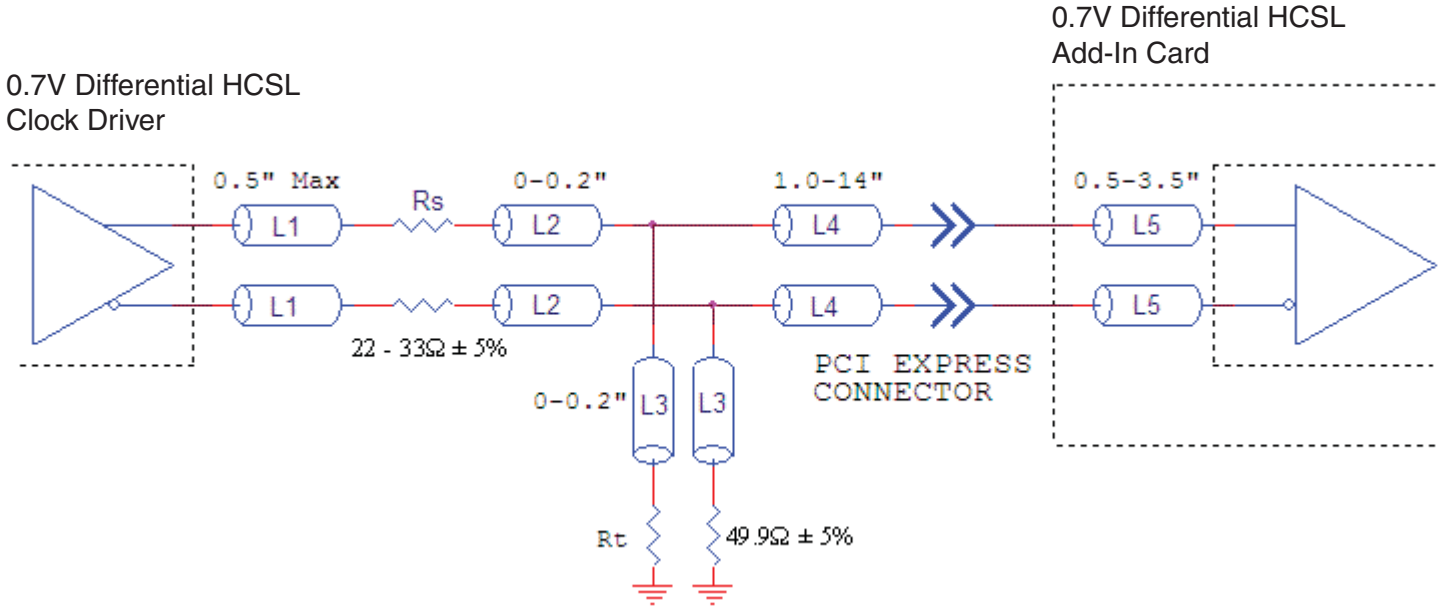 0.7V Differential HCSL
Add-In Card
0.7V Differential HCSL
Clock Driver
0.5" Max
0-0.2"
1.0-14"
0.5-3.5"
Rs
L1
L2
L4
L5
L1
L2
L4
L5
22 - 33Ω ± 5%
PCI EXPRESS
CONNECTOR
0-0.2"
L3
L3
Rt
49.9Ω ± 5%